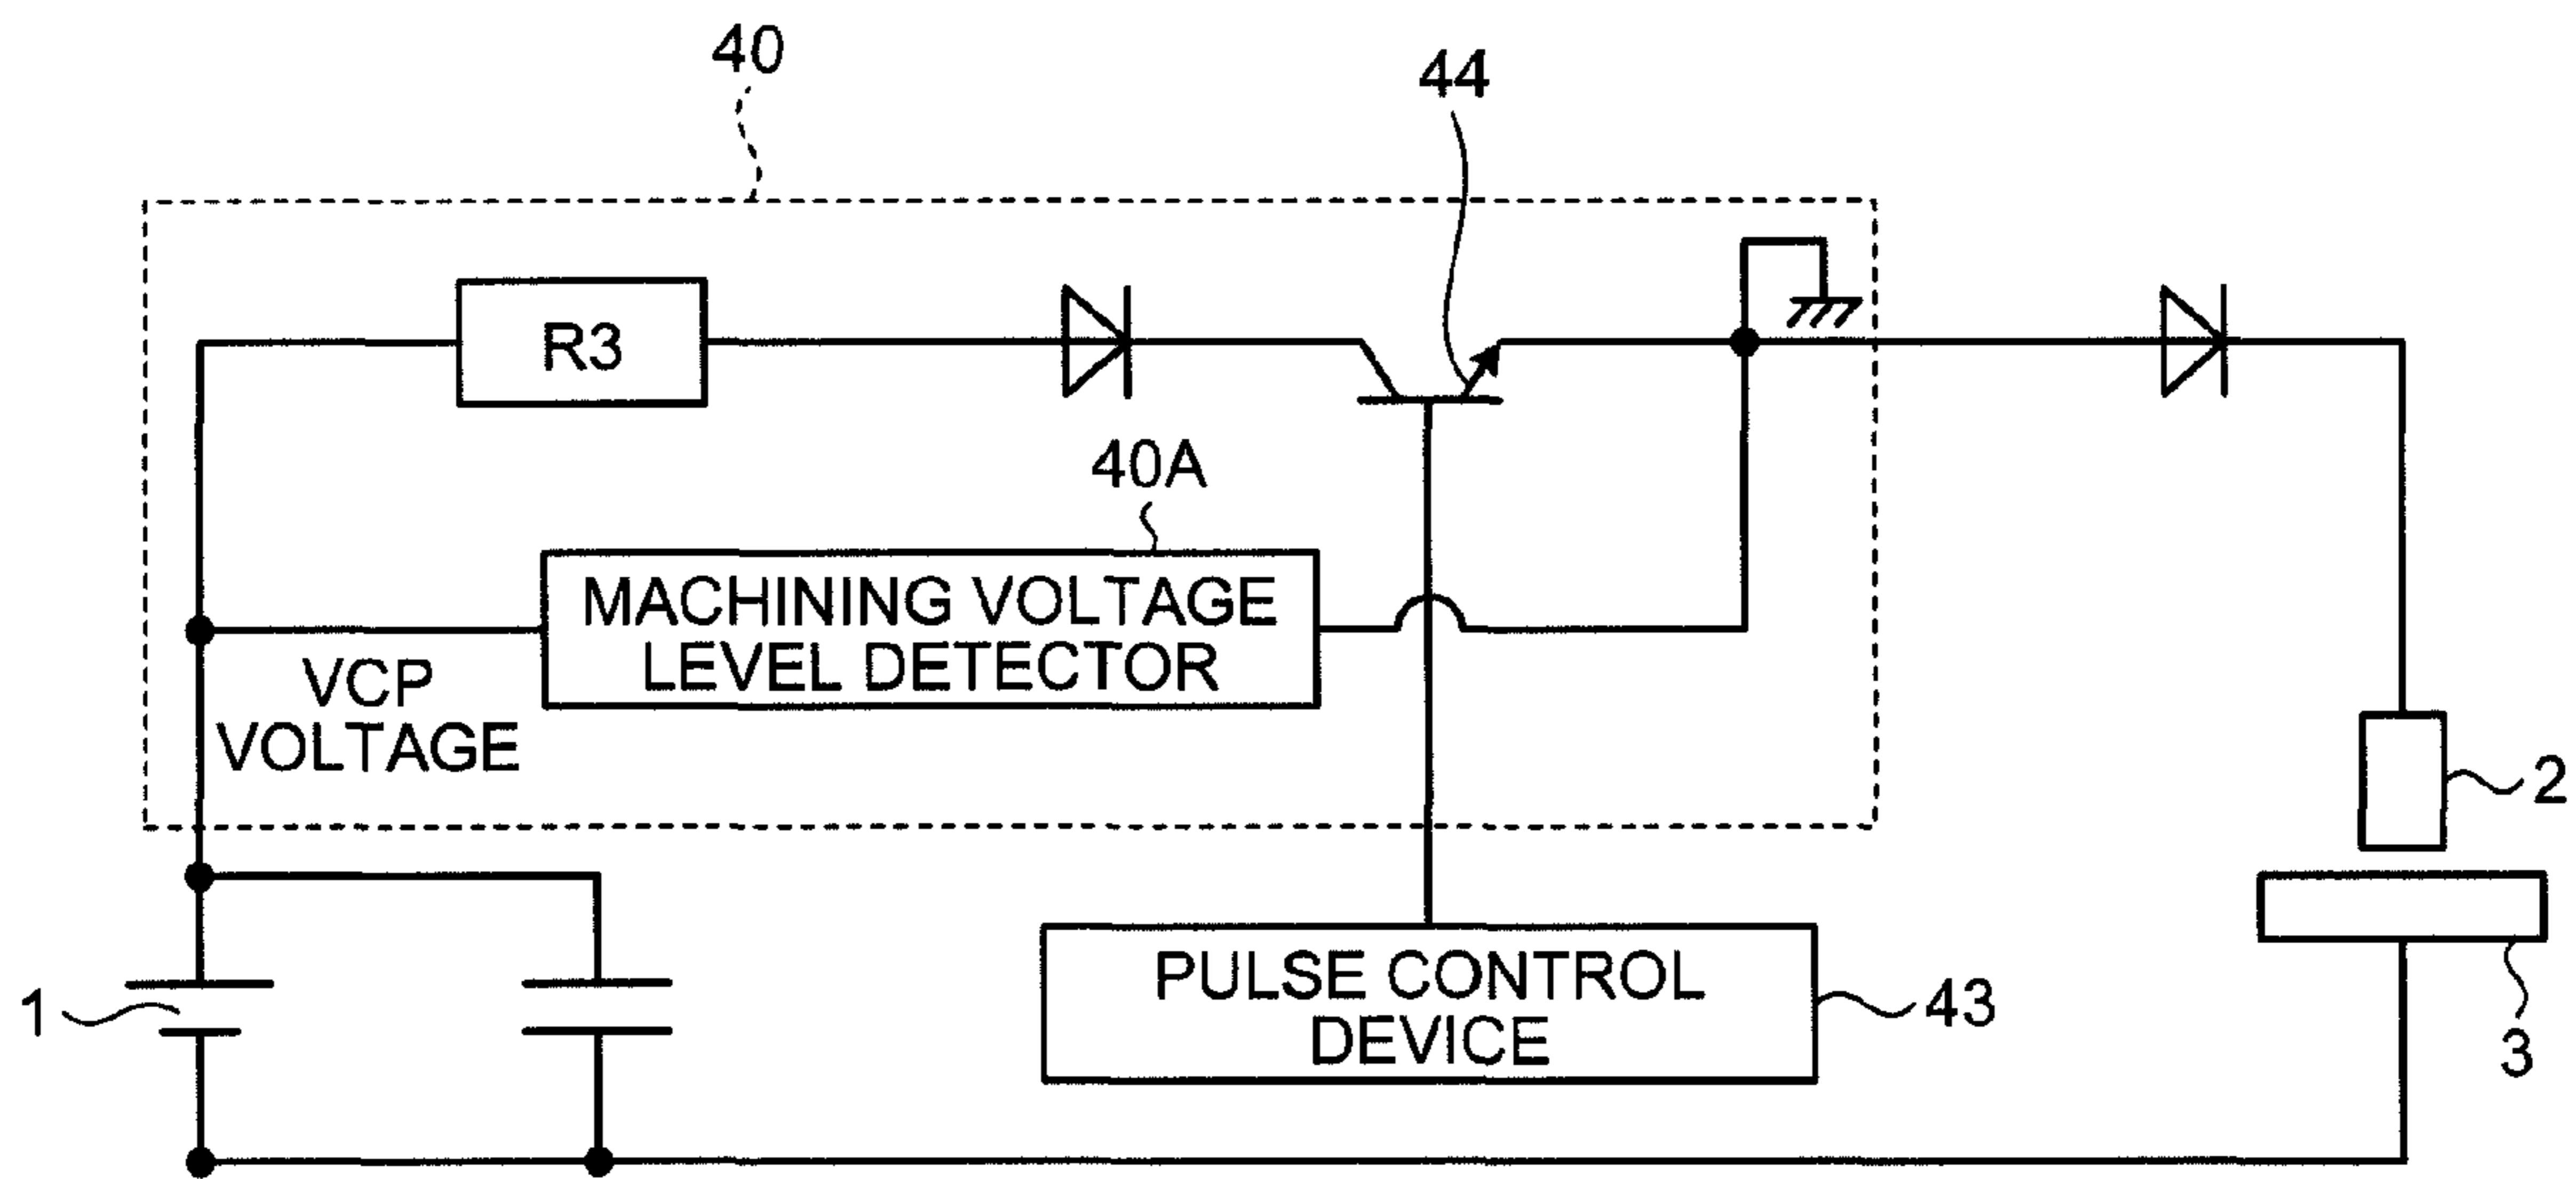 40
44
R3
40A
MACHINING VOLTAGE
LEVEL DETECTOR
VCP
VOLTAGE
2
1
PULSE CONTROL
DEVICE
43
3